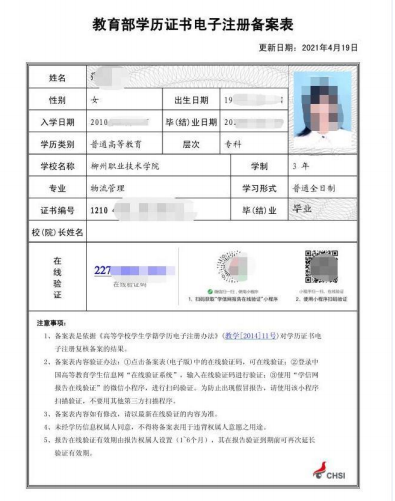 教育部学历证书电子注册备案表
更新日期：2021年4月19日
姓名
性别 女 出生日期 19
入学日期 2010 毕（结）业日期 20
学历类别 普通高等教育 层次 专科
学校名称 柳州职业技术学院 学制 3 年
专业 物流管理 学习形式 普通全日制
证书编号 1210 毕（结）业 毕业
校（院）长姓名
在线验证
227
在线验证码
1、扫码获取“学信网报告在线验证”小程序
2、使用小程序扫码验证
注意事项：
1、备案表是依据《高等学校学生学籍学历电子注册办法》(教学[2014]11号)对学历证书电
子注册复核备案的结果。
2、备案表内容验证办法：①点击备案表(电子版)中的在线验证码，可在线验证；②登录中
国高等教育学生信息网“在线验证系统”，输入在线验证码进行验证；③使用“学信网
报告在线验证”的微信小程序，进行扫码验证。为防止出现假冒报告，请使用该小程序
扫描验证，不要用其他第三方扫描程序。
3、备案表内容如有修改，请以最新在线验证的内容为准。
4、未经学历信息权属人同意，不得将备案表用于违背权属人意愿之用途。
5、报告在线验证有效期由报告权属人设置（1~6个月），其在报告验证到期前可再次延长
验证有效期。
CHSI